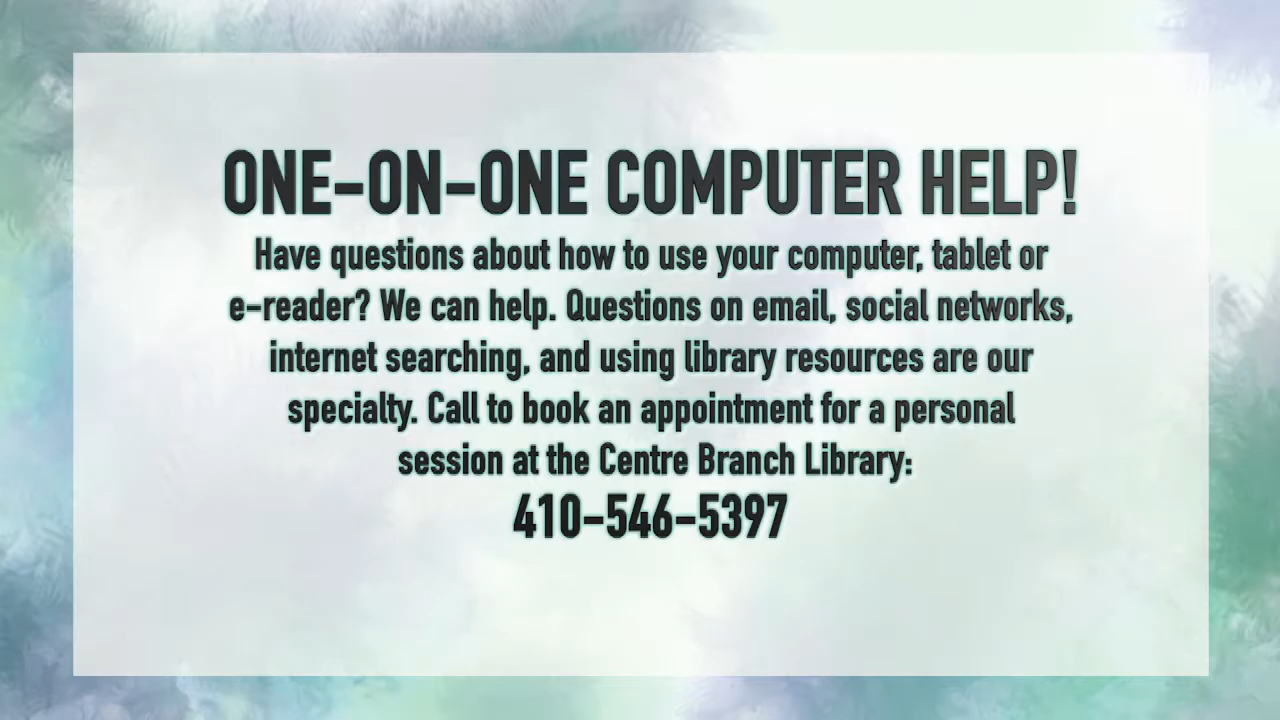 ONE-ON-ONE COMPUTER HELP!
Have questions about how to use your computer, tablet or
e-reader? We can help. Questions on email, social networks,
internet searching, and using library resources are our
specialty. Call to book an appointment for a personal
session at the Centre Branch Library:
410-546-5397